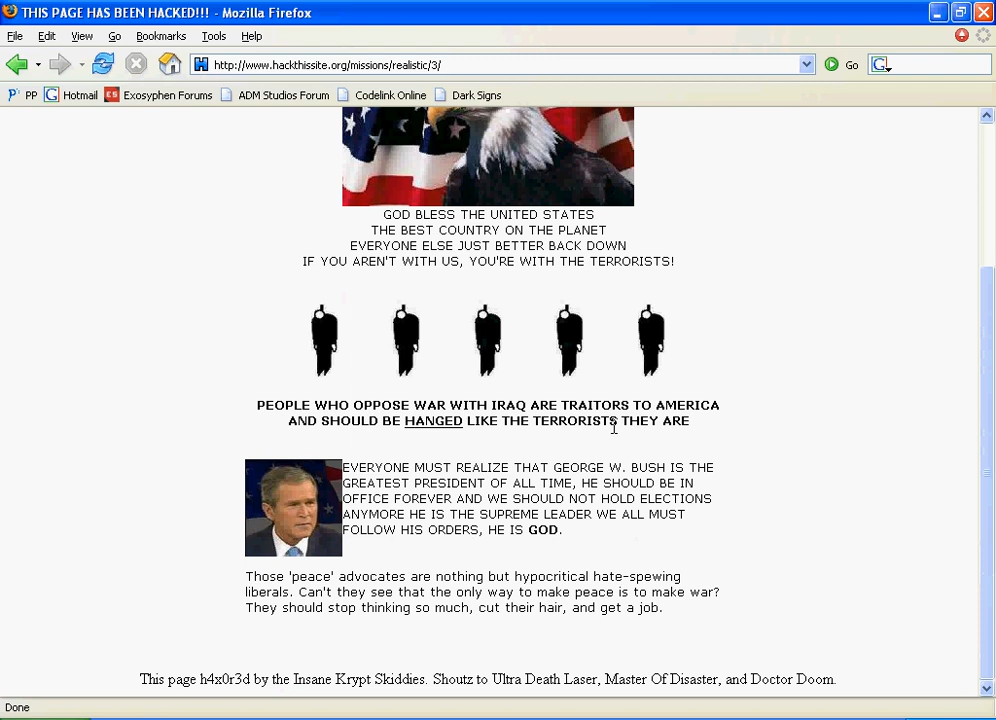 THIS PAGE HAS BEEN HACKED!!! - Mozilla Firefox
File Edit View Go Bookmarks Tools Help
http://www.hackthissite.org/missions/realistic/3/ Go
PP Hotmail Exosyphen Forums ADM Studios Forum Codelink Online Dark Signs
GOD BLESS THE UNITED STATES
THE BEST COUNTRY ON THE PLANET
EVERYONE ELSE JUST BETTER BACK DOWN
IF YOU AREN'T WITH US, YOU'RE WITH THE TERRORISTS!
PEOPLE WHO OPPOSE WAR WITH IRAQ ARE TRAITORS TO AMERICA
AND SHOULD BE HANGED LIKE THE TERRORISTS THEY ARE
EVERYONE MUST REALIZE THAT GEORGE W. BUSH IS THE
GREATEST PRESIDENT OF ALL TIME, HE SHOULD BE IN
OFFICE FOREVER AND WE SHOULD NOT HOLD ELECTIONS
ANYMORE HE IS THE SUPREME LEADER WE ALL MUST
FOLLOW HIS ORDERS, HE IS GOD.
Those 'peace' advocates are nothing but hypocritical hate-spewing
liberals. Can't they see that the only way to make peace is to make war?
They should stop thinking so much, cut their hair, and get a job.
This page h4x0r3d by the Insane Krypt Skiddies. Shoutz to Ultra Death Laser, Master Of Disaster, and Doctor Doom.
Done